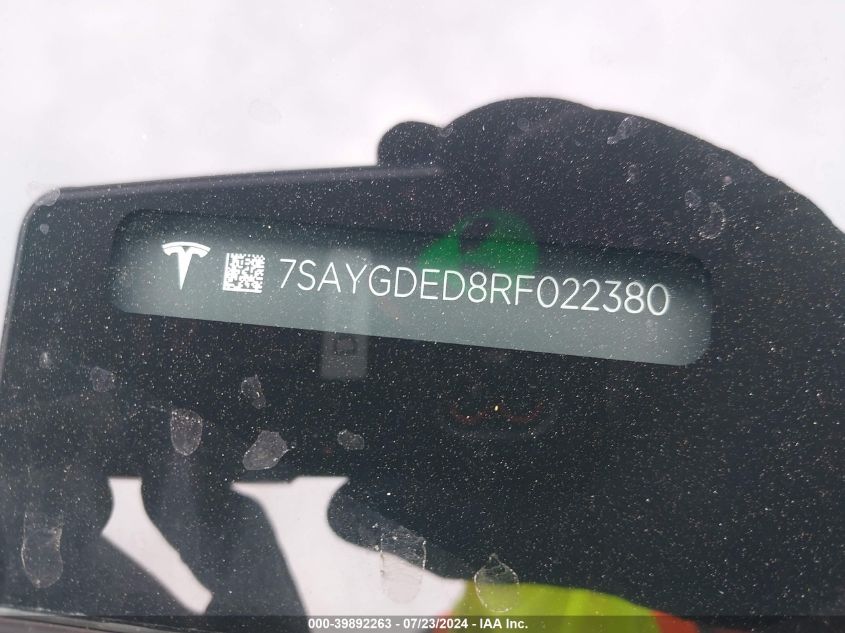 7SAYGDED8RF022380
000-39892263 - 07/23/2024 - IAA Inc.